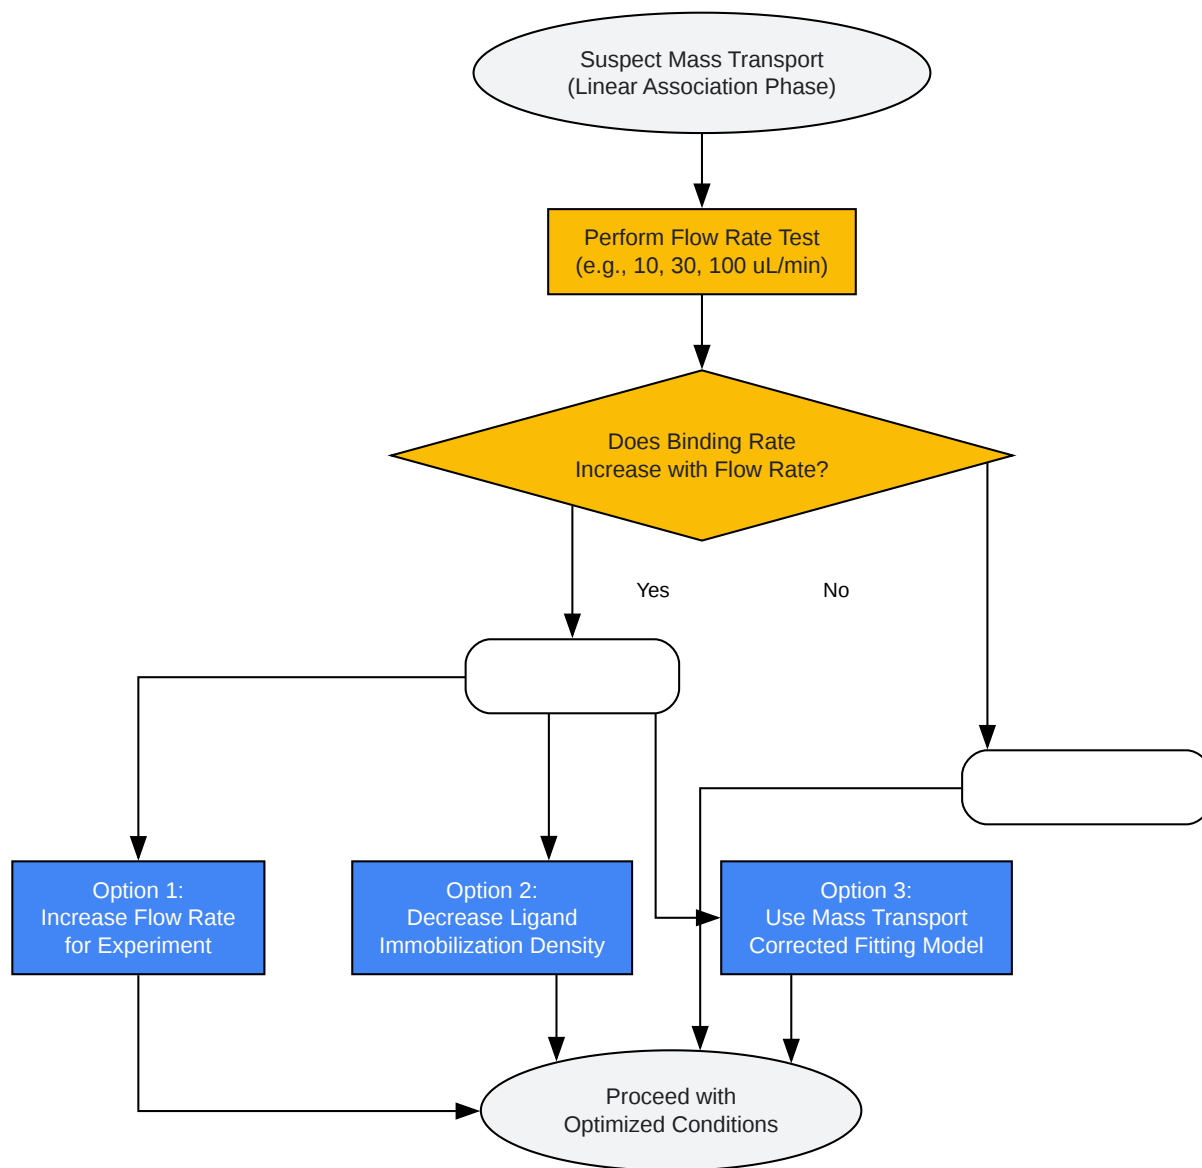 Suspect Mass Transport
(Linear Association Phase)
Perform Flow Rate Test
(e.g., 10, 30, 100 uL/min)
Does Binding Rate
Increase with Flow Rate?
Yes
No
Option 1:
Increase Flow Rate
for Experiment
Option 2:
Decrease Ligand
Immobilization Density
Option 3:
Use Mass Transport
Corrected Fitting Model
Proceed with
Optimized Conditions